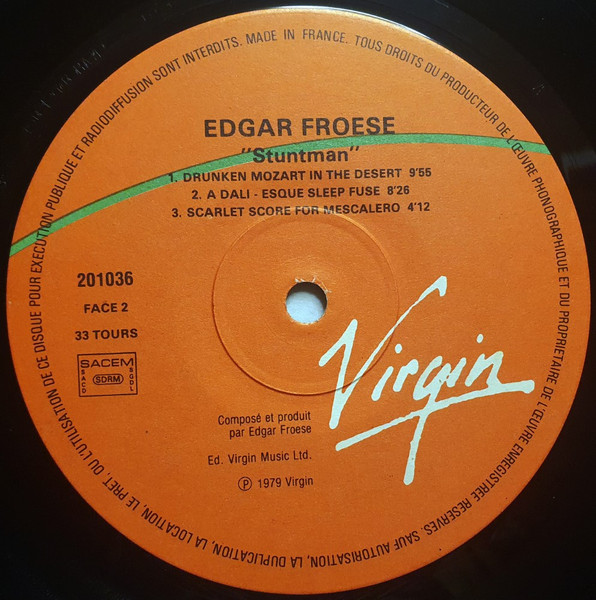 DE CE DISQUE POUR EXECUTION PUBLIQUE ET RADIODIFFUSION SONT INTERDITS. MADE IN FRANCE. TOUS DROITS DU PRODUCTEUR DE L'ŒUVRE PHONOGRAPHIQUE ET DU PROPRIETAIRE DE L'ŒUVRE ENREGISTREE RESERVES. SAUF AUTORISATION, LA DUPLICATION, LA LOCATION, LE PRET, OU L'UTILISATION
EDGAR FROESE
"Stuntman"
1. DRUNKEN MOZART IN THE DESERT 9'55
2. A DALI - ESQUE SLEEP FUSE 8'26
3. SCARLET SCORE FOR MESCALERO 4'12
201036
FACE 2
33 TOURS
SACEM
SACD
SDRM
SGDL
Virgin
Composé et produit
par Edgar Froese
Ed. Virgin Music Ltd.
℗ 1979 Virgin